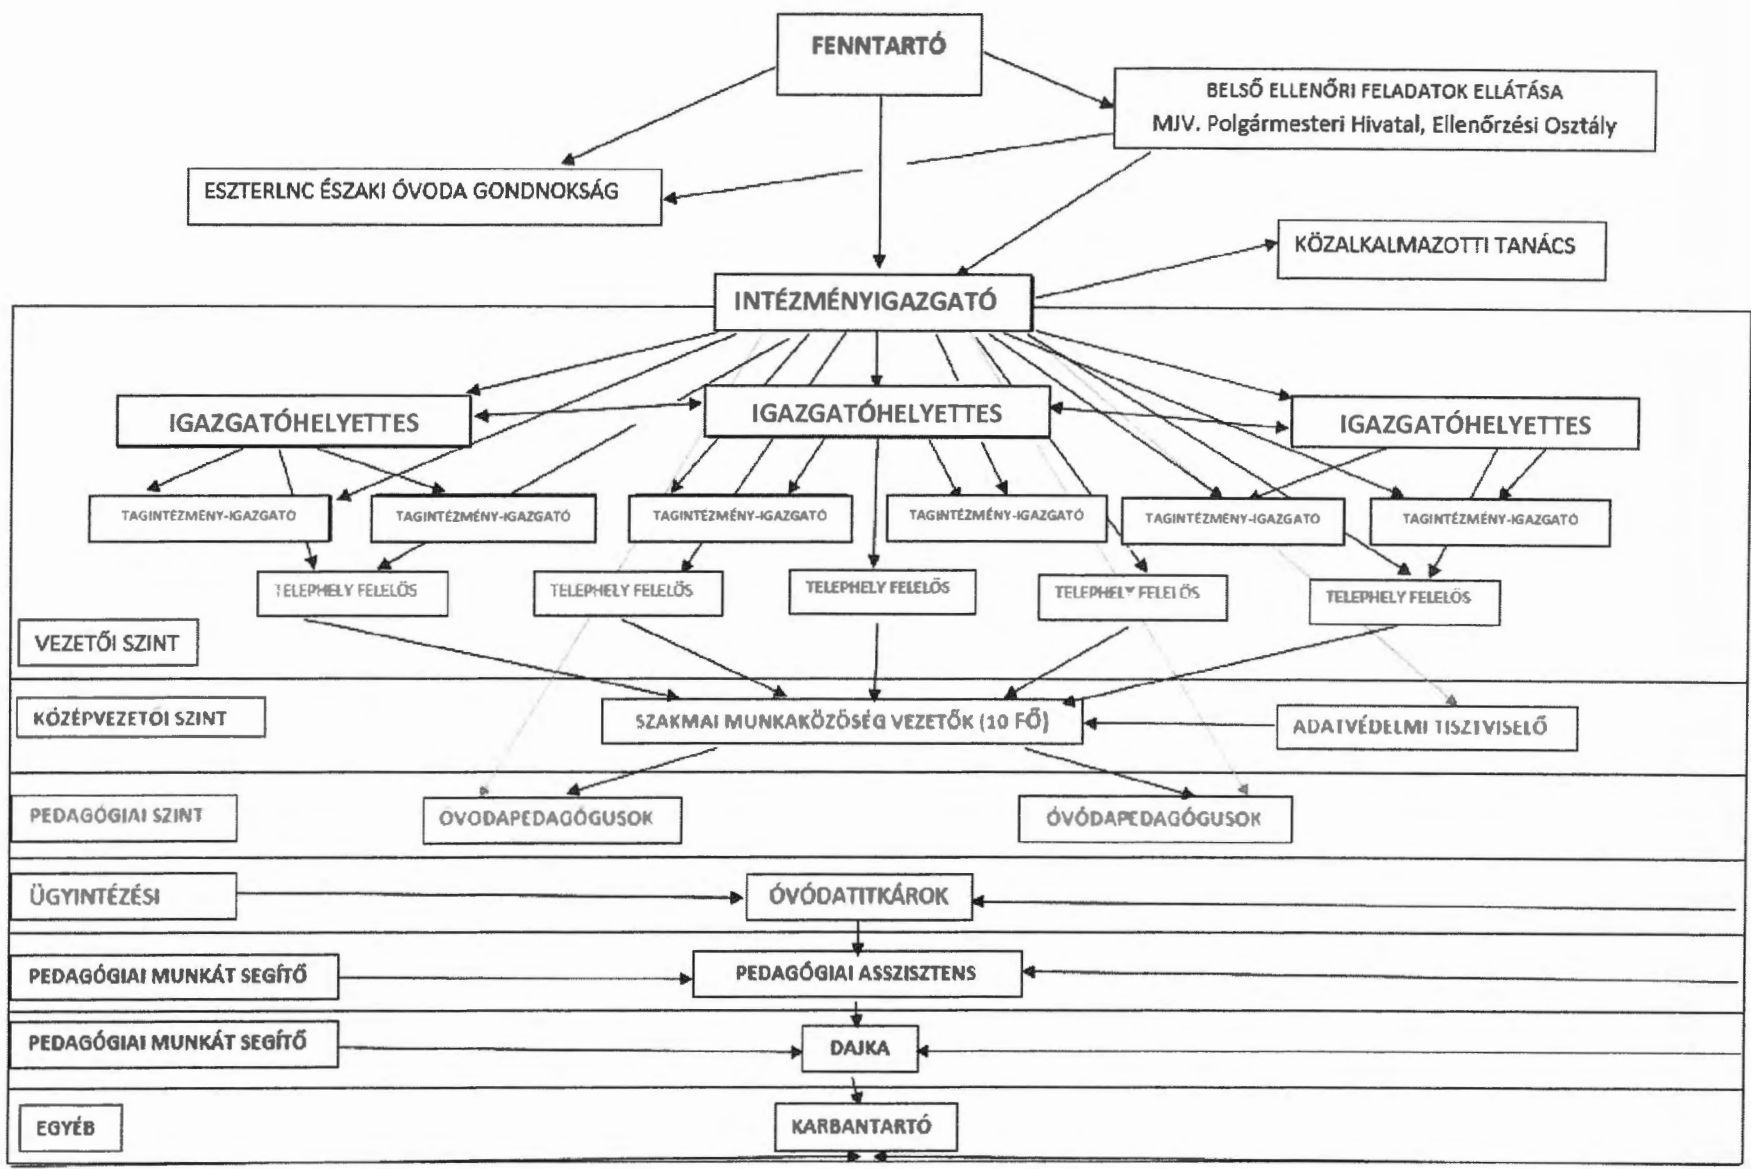 FENNTARTÓ
BELSŐ ELLENŐRI FELADATOK ELLÁTÁSA
MJV. Polgármesteri Hivatal, Ellenőrzési Osztály
ESZTERLNC ÉSZAKI ÓVODA GONDNOKSÁG
KÖZALKALMAZOTTI TANÁCS
INTÉZMÉNYIGAZGATÓ
IGAZGATÓHELYETTES
IGAZGATÓHELYETTES
IGAZGATÓHELYETTES
TAGINTÉZMÉNY-IGAZGATÓ
TAGINTÉZMÉNY-IGAZGATÓ
TAGINTÉZMÉNY-IGAZGATÓ
TAGINTÉZMÉNY-IGAZGATÓ
TAGINTÉZMÉNY-IGAZGATÓ
TAGINTÉZMÉNY-IGAZGATÓ
TELEPHELY FELELŐS
TELEPHELY FELELŐS
TELEPHELY FELELŐS
TELEPHELY FELELŐS
TELEPHELY FELELŐS
VEZETŐI SZINT
KÖZÉPVEZETŐI SZINT
SZAKMAI MUNKAKÖZÖSÉG VEZETŐK (10 FŐ)
ADATVÉDELMI TISZTVISELŐ
PEDAGÓGIAI SZINT
ÓVODAPEDAGÓGUSOK
ÓVÓDAPEDAGÓGUSOK
ÜGYINTÉZÉSI
ÓVÓDATITKÁROK
PEDAGÓGIAI MUNKÁT SEGÍTŐ
PEDAGÓGIAI ASSZISZTENS
PEDAGÓGIAI MUNKÁT SEGÍTŐ
DAJKA
EGYÉB
KARBANTARTÓ